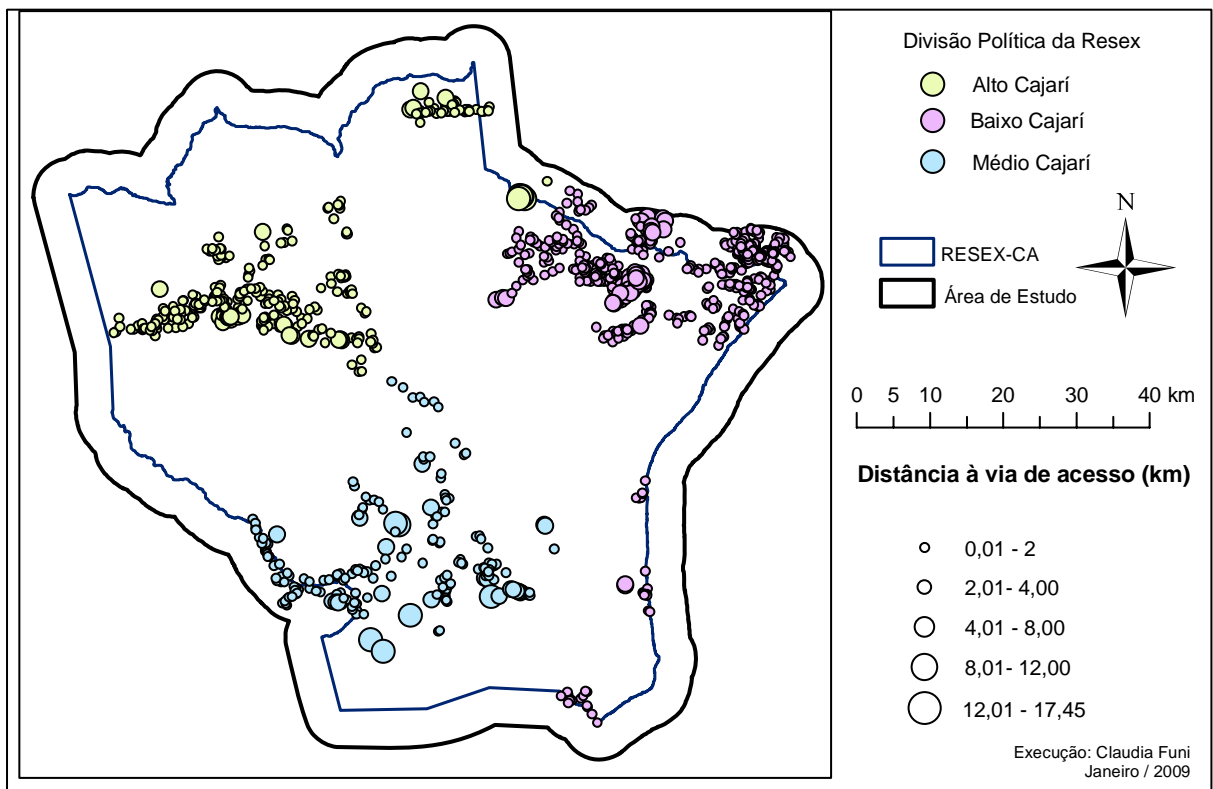 Divisão Política da Resex
Alto Cajarí
Baixo Cajarí
Médio Cajarí
N
RESEX-CA
Área de Estudo
0 5 10 20 30 40 km
Distância à via de acesso (km)
0,01 - 2
2,01- 4,00
4,01 - 8,00
8,01- 12,00
12,01 - 17,45
Execução: Claudia Funi
Janeiro / 2009